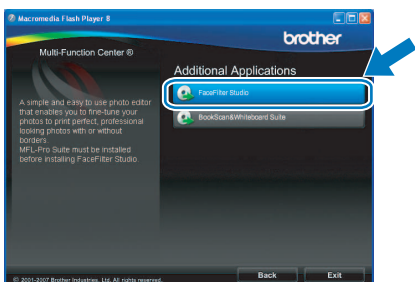 Macromedia Flash Player 8
brother
Multi-Function Center ®
Additional Applications
FaceFilter Studio
BookScan&Whiteboard Suite
A simple and easy to use photo editor
that enables you to fine-tune your
photos to print perfect, professional
looking photos with or without
borders.
MFL-Pro Suite must be installed
before installing FaceFilter Studio.
© 2001-2007 Brother Industries, Ltd. All rights reserved.
Back
Exit